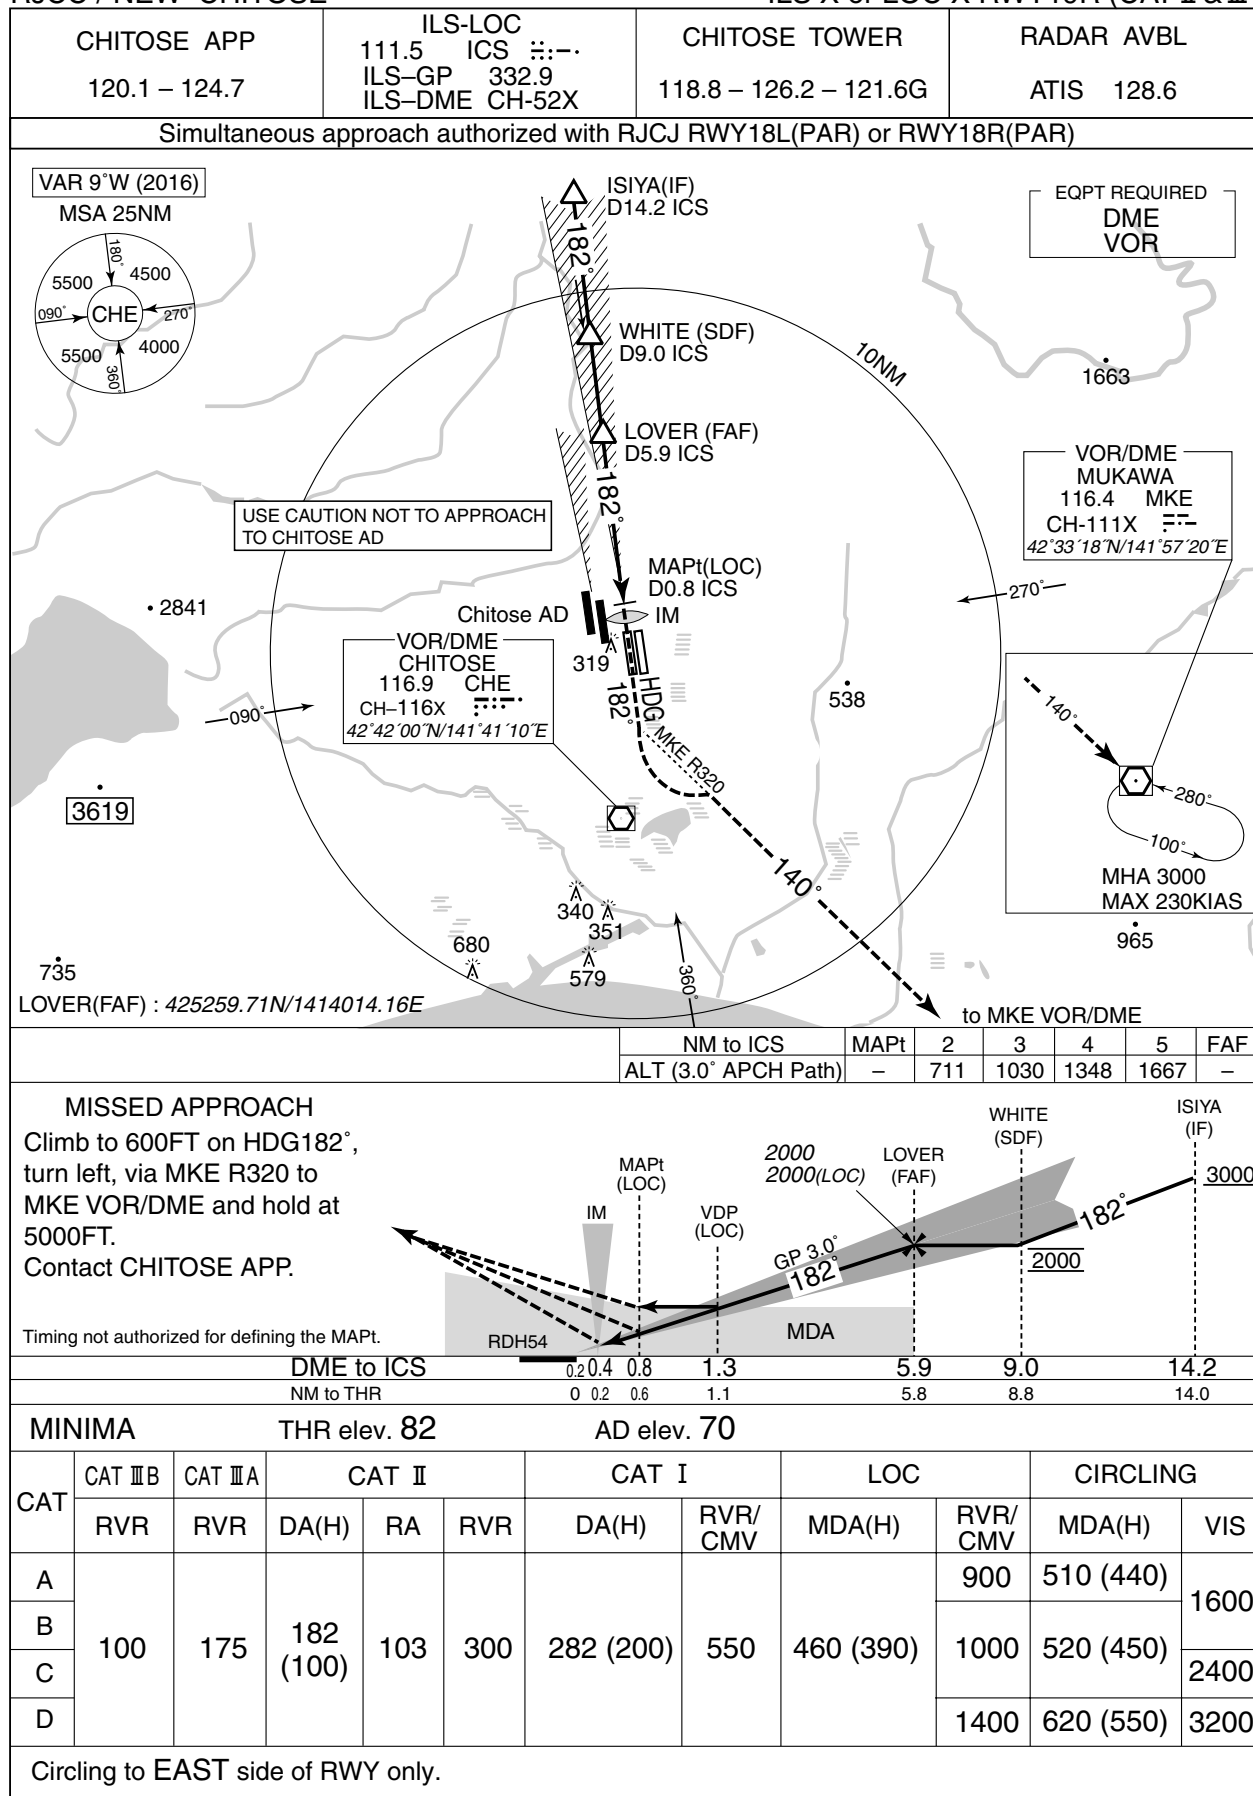 CHITOSE APP
120.1 – 124.7
ILS-LOC
111.5 ICS
ILS–GP 332.9
ILS–DME CH-52X
CHITOSE TOWER
118.8 – 126.2 – 121.6G
RADAR AVBL
ATIS 128.6
Simultaneous approach authorized with RJCJ RWY18L(PAR) or RWY18R(PAR)
VAR 9˚W (2016)
MSA 25NM
180˚
5500
4500
090˚
CHE
270˚
5500
4000
360˚
ISIYA(IF)
D14.2 ICS
182˚
EQPT REQUIRED
DME
VOR
WHITE (SDF)
D9.0 ICS
10NM
1663
LOVER (FAF)
D5.9 ICS
182˚
VOR/DME
MUKAWA
116.4 MKE
CH-111X
42˚33´18˝N/141˚57´20˝E
USE CAUTION NOT TO APPROACH
TO CHITOSE AD
MAPt(LOC)
D0.8 ICS
270˚
2841
Chitose AD
IM
319
VOR/DME
CHITOSE
116.9 CHE
CH–116X
42˚42´00˝N/141˚41´10˝E
HDG
182˚
MKE R320
538
090˚
140˚
280˚
100˚
MHA 3000
MAX 230KIAS
3619
140˚
340
351
680
579
360˚
965
735
LOVER(FAF) : 425259.71N/1414014.16E
to MKE VOR/DME
NM to ICS MAPt 2 3 4 5 FAF
ALT (3.0˚ APCH Path) – 711 1030 1348 1667 –
MISSED APPROACH
Climb to 600FT on HDG182˚,
turn left, via MKE R320 to
MKE VOR/DME and hold at
5000FT.
Contact CHITOSE APP.
Timing not authorized for defining the MAPt.
IM
MAPt
(LOC)
VDP
(LOC)
2000
2000(LOC)
LOVER
(FAF)
WHITE
(SDF)
ISIYA
(IF)
3000
182˚
2000
GP 3.0˚
182˚
MDA
RDH54
DME to ICS 0.2 0.4 0.8 1.3 5.9 9.0 14.2
NM to THR 0 0.2 0.6 1.1 5.8 8.8 14.0
MINIMA THR elev. 82 AD elev. 70
CAT CAT ⅢB CAT ⅢA CAT Ⅱ CAT Ⅰ LOC CIRCLING
RVR RVR DA(H) RA RVR DA(H) RVR/CMV MDA(H) RVR/CMV MDA(H) VIS
A 900 510 (440) 1600
B
100 175 182 (100) 103 300 282 (200) 550 460 (390) 1000 520 (450)
C 2400
D 1400 620 (550) 3200
Circling to EAST side of RWY only.